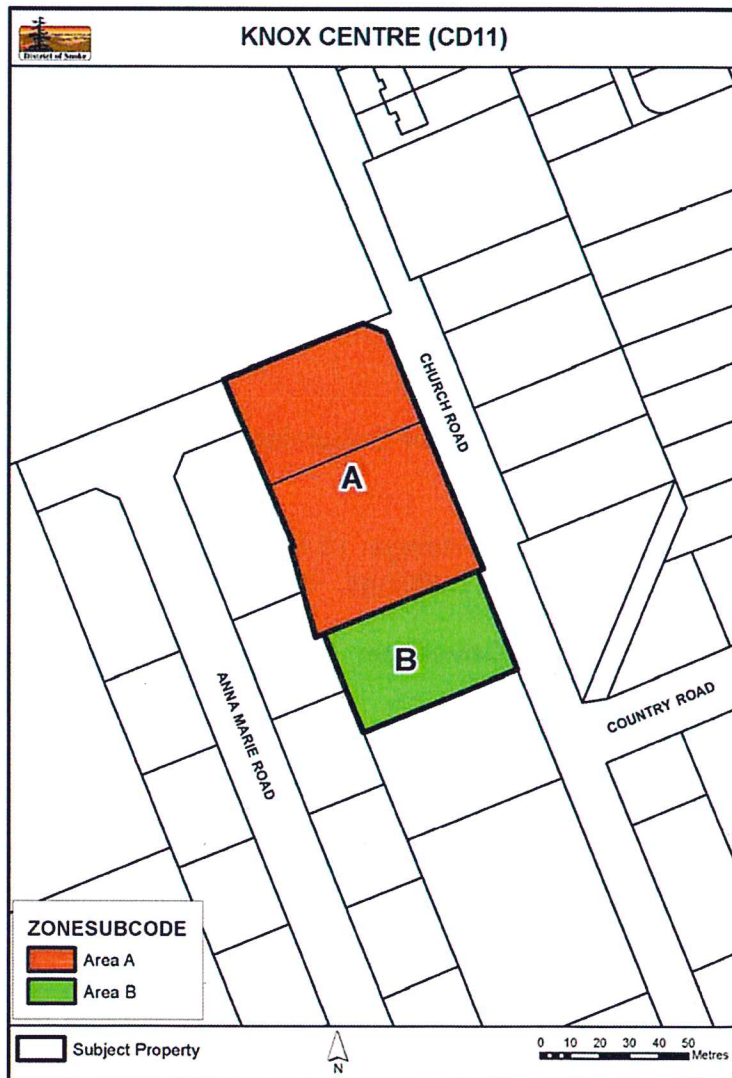 KNOX CENTRE (CD11)
District of Sooke
CHURCH ROAD
A
B
COUNTRY ROAD
ANNA MARIE ROAD
ZONESUBCODE
Area A
Area B
Subject Property
N
0 10 20 30 40 50
Metres